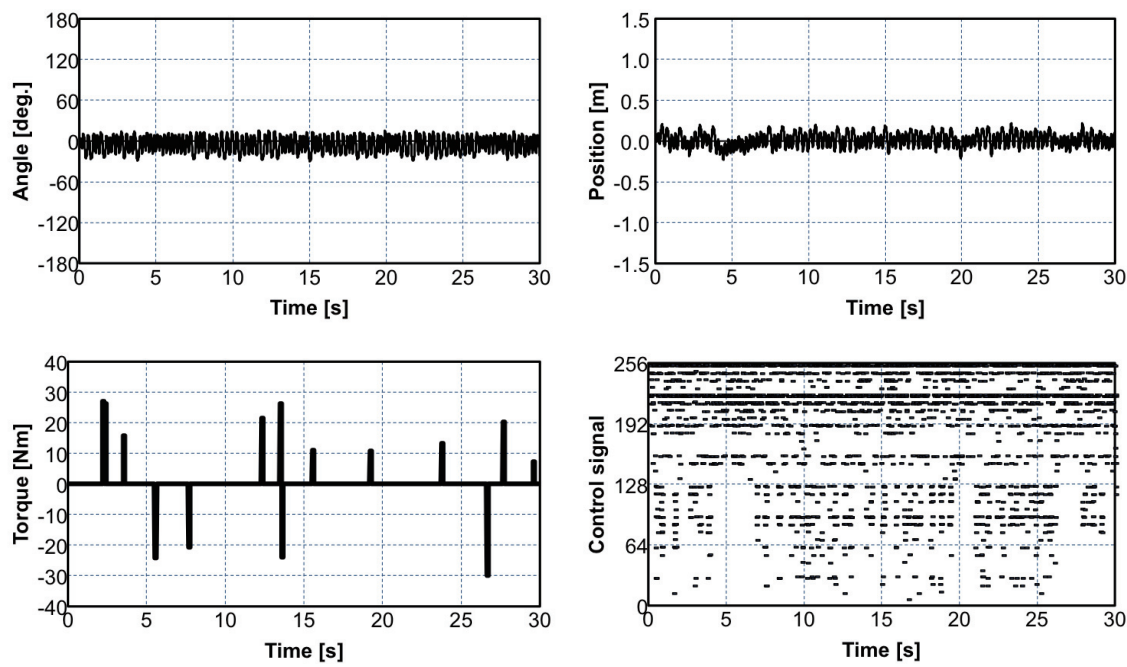 180
120
60
0
-60
-120
-180
Angle [deg.]
0 5 10 15 20 25 30
Time [s]
1.5
1.0
0.5
0.0
-0.5
-1.0
-1.5
Position [m]
0 5 10 15 20 25 30
Time [s]
40
30
20
10
0
-10
-20
-30
-40
Torque [Nm]
0 5 10 15 20 25 30
Time [s]
256
192
128
64
0
Control signal
0 5 10 15 20 25 30
Time [s]